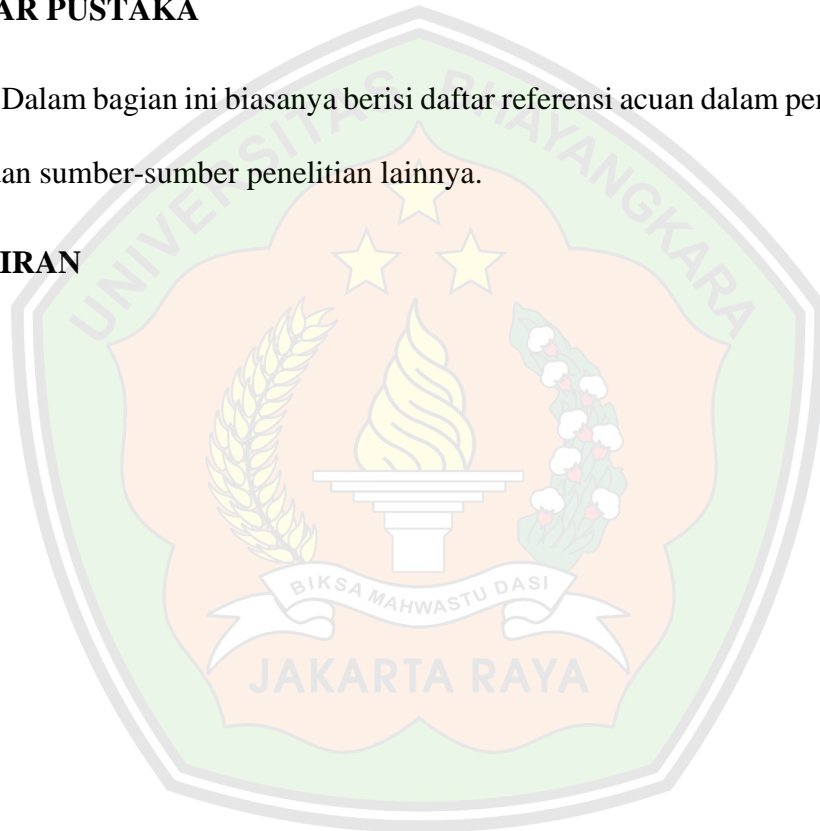 AR PUSTAKA
Dalam bagian ini biasanya berisi daftar referensi acuan dalam per
an sumber-sumber penelitian lainnya.
IRAN
UNIVERSITAS BHAYANGKARA
BIKSA MAHWASTU DASI
JAKARTA RAYA